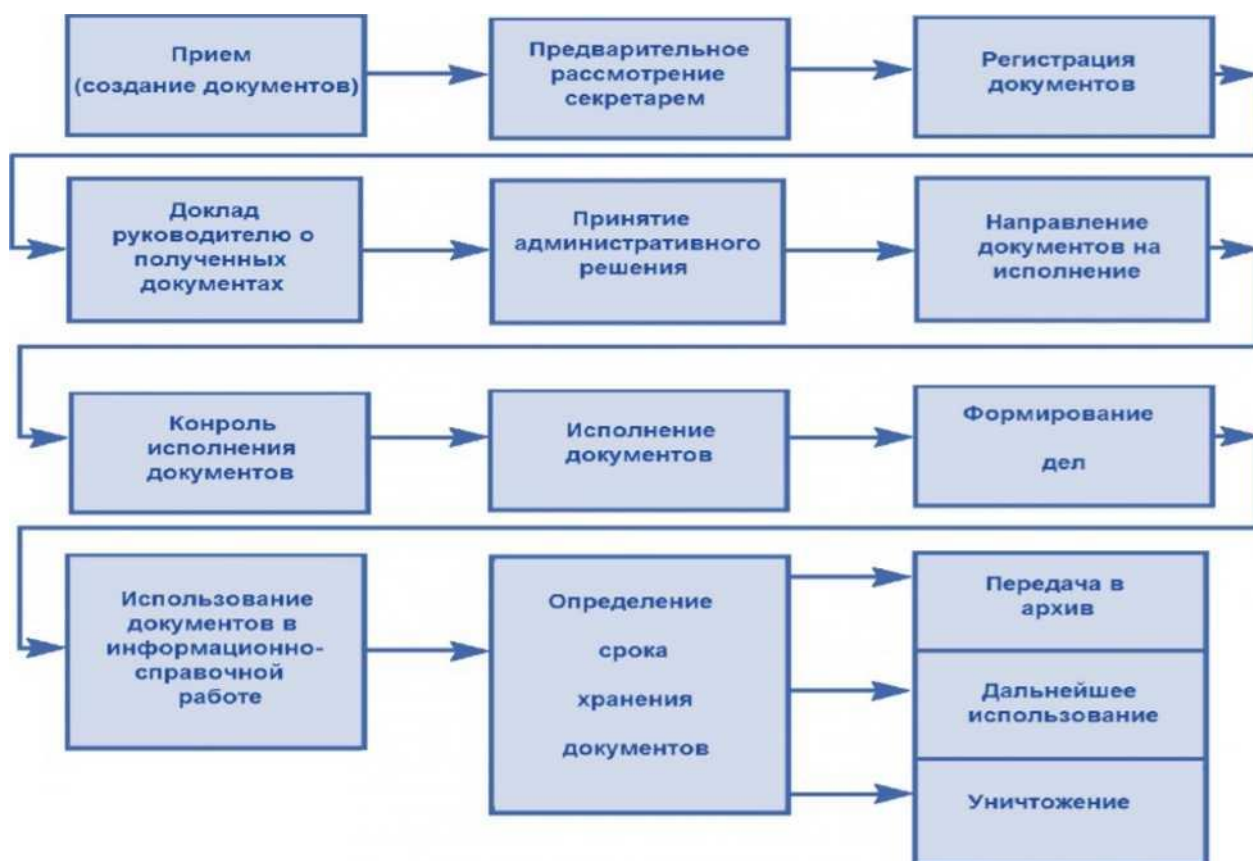 Прием
(создание документов)
Предварительное
рассмотрение
секретарем
Регистрация
документов
Доклад
руководителю о
полученных
документах
Принятие
административного
решения
Направление
документов на
исполнение
Конроль
исполнения
документов
Исполнение
документов
Формирование
дел
Использование
документов в
информационно-
справочной
работе
Определение
срока
хранения
документов
Передача в
архив
Дальнейшее
использование
Уничтожение